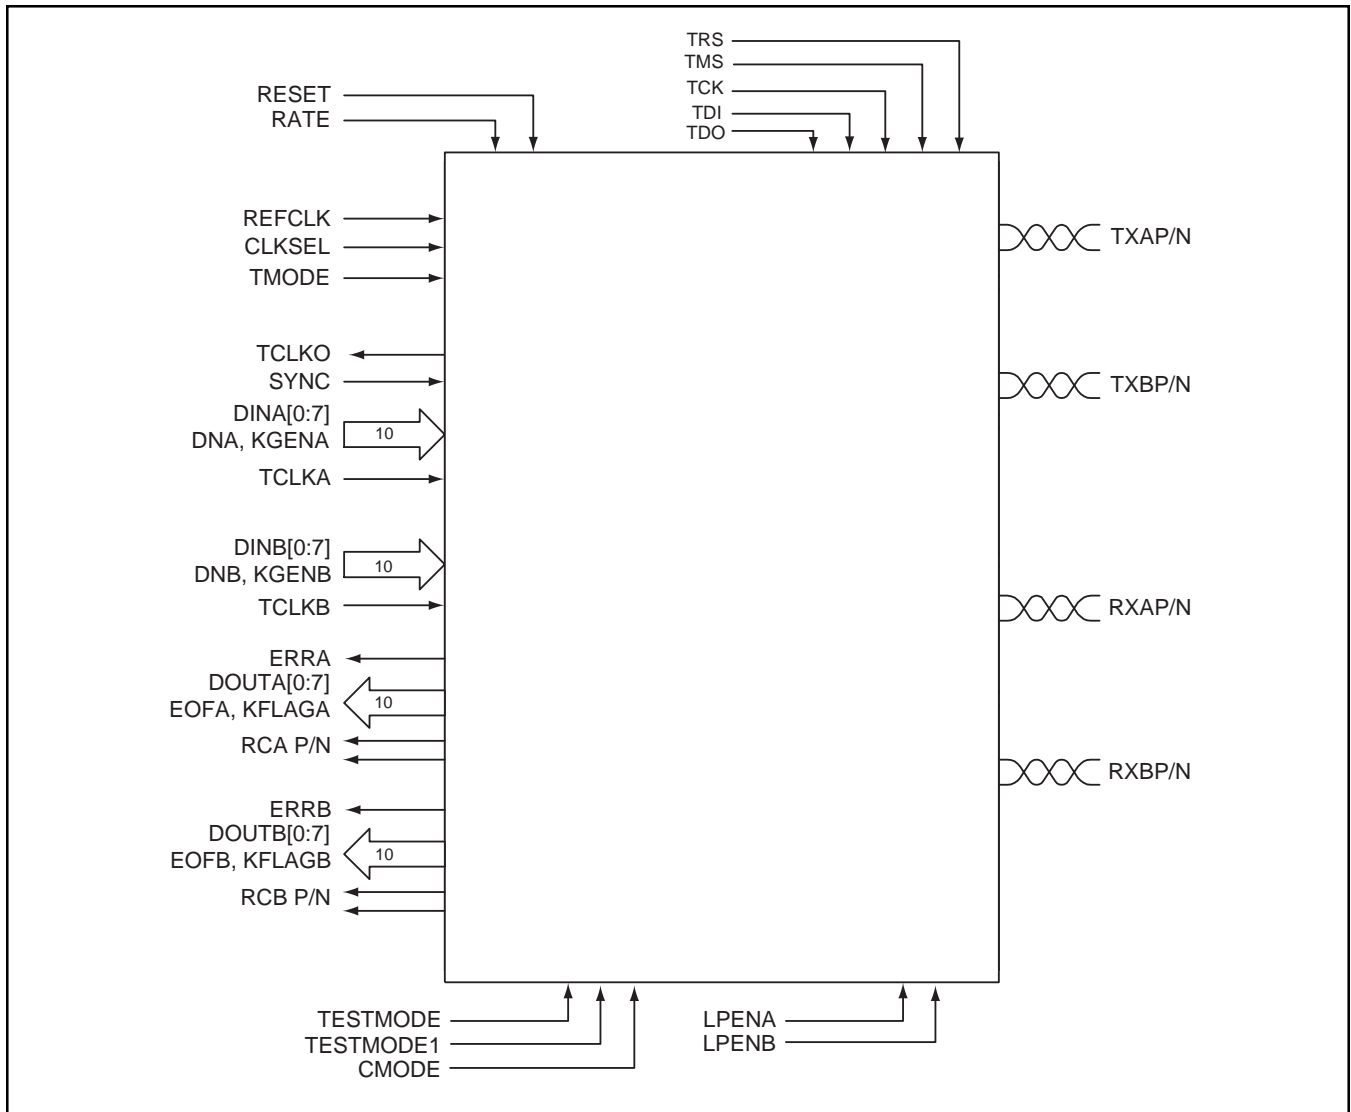 TRS
TMS
TCK
TDI
TDO
RESET
RATE
REFCLK
CLKSEL
TMODE
TCLKO
SYNC
DINA[0:7]
DNA, KGENA
10
TCLKA
DINB[0:7]
DNB, KGENB
10
TCLKB
ERRA
DOUTA[0:7]
EOFA, KFLAGA
10
RCA P/N
ERRB
DOUTB[0:7]
EOFB, KFLAGB
10
RCB P/N
TXAP/N
TXBP/N
RXAP/N
RXBP/N
TESTMODE
TESTMODE1
CMODE
LPENA
LPENB